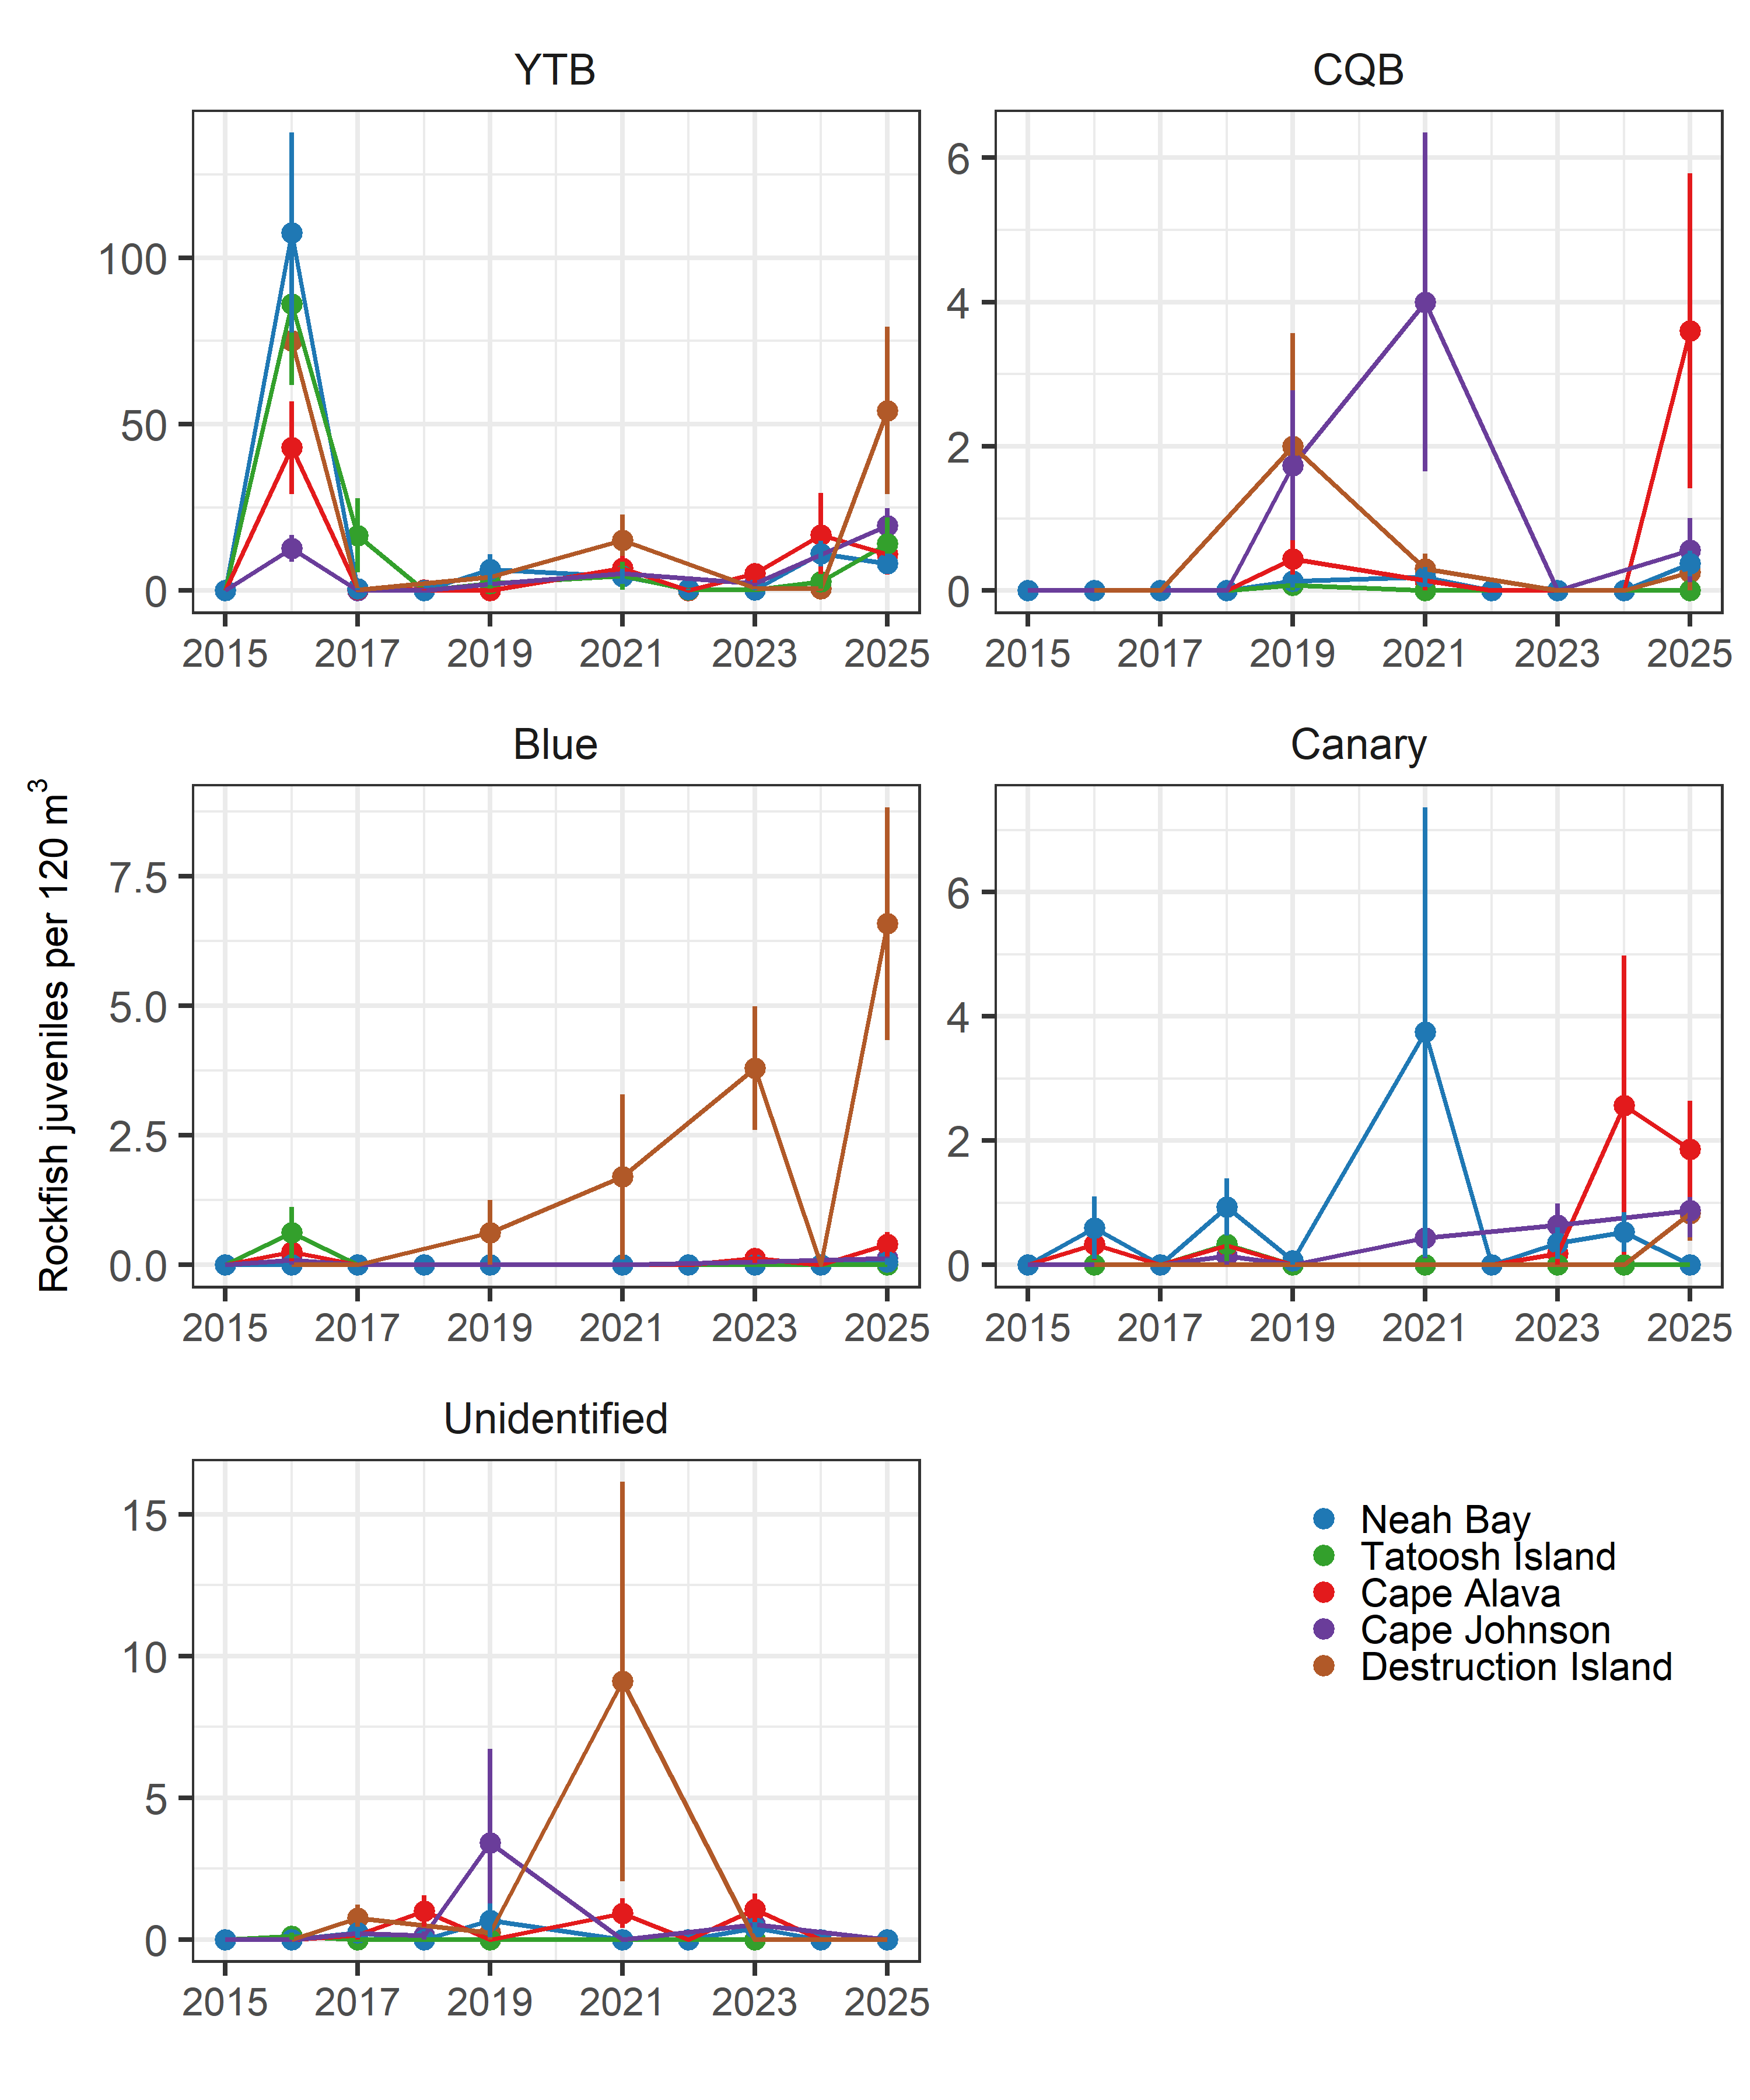 YTB
CQB
100
50
0
6
4
2
0
2015 2017 2019 2021 2023 2025
2015 2017 2019 2021 2023 2025
Blue
Canary
Rockfish juveniles per 120 m³
7.5
5.0
2.5
0.0
6
4
2
0
2015 2017 2019 2021 2023 2025
2015 2017 2019 2021 2023 2025
Unidentified
15
10
5
0
2015 2017 2019 2021 2023 2025
Neah Bay
Tatoosh Island
Cape Alava
Cape Johnson
Destruction Island